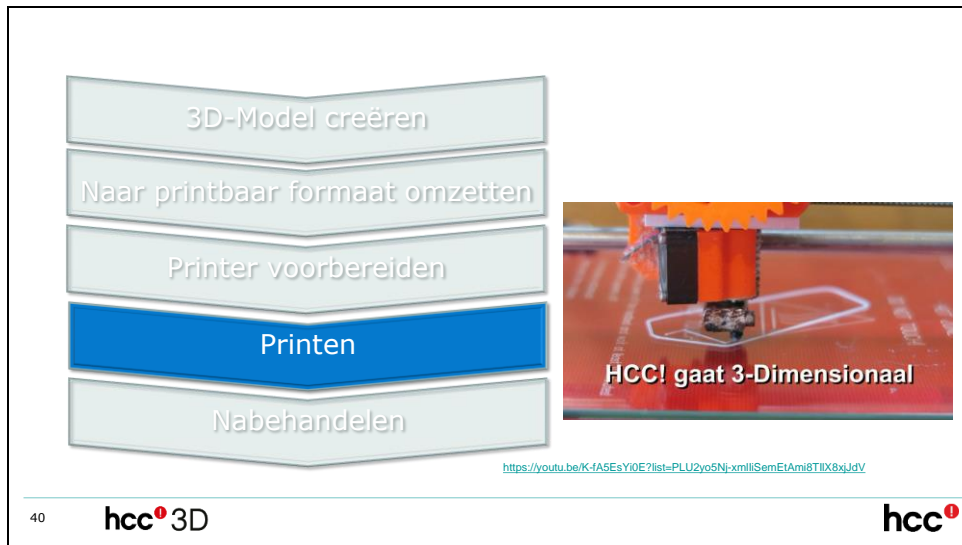 3D-Model creëren
Naar printbaar formaat omzetten
Printer voorbereiden
Printen
Nabehandelen
HCC! gaat 3-Dimensionaal
https://youtu.be/K-fA5EsYi0E?list=PLU2yo5Nj-xmlIiSemEtAmi8TIlX8xjJdV
40
hcc! 3D
hcc!